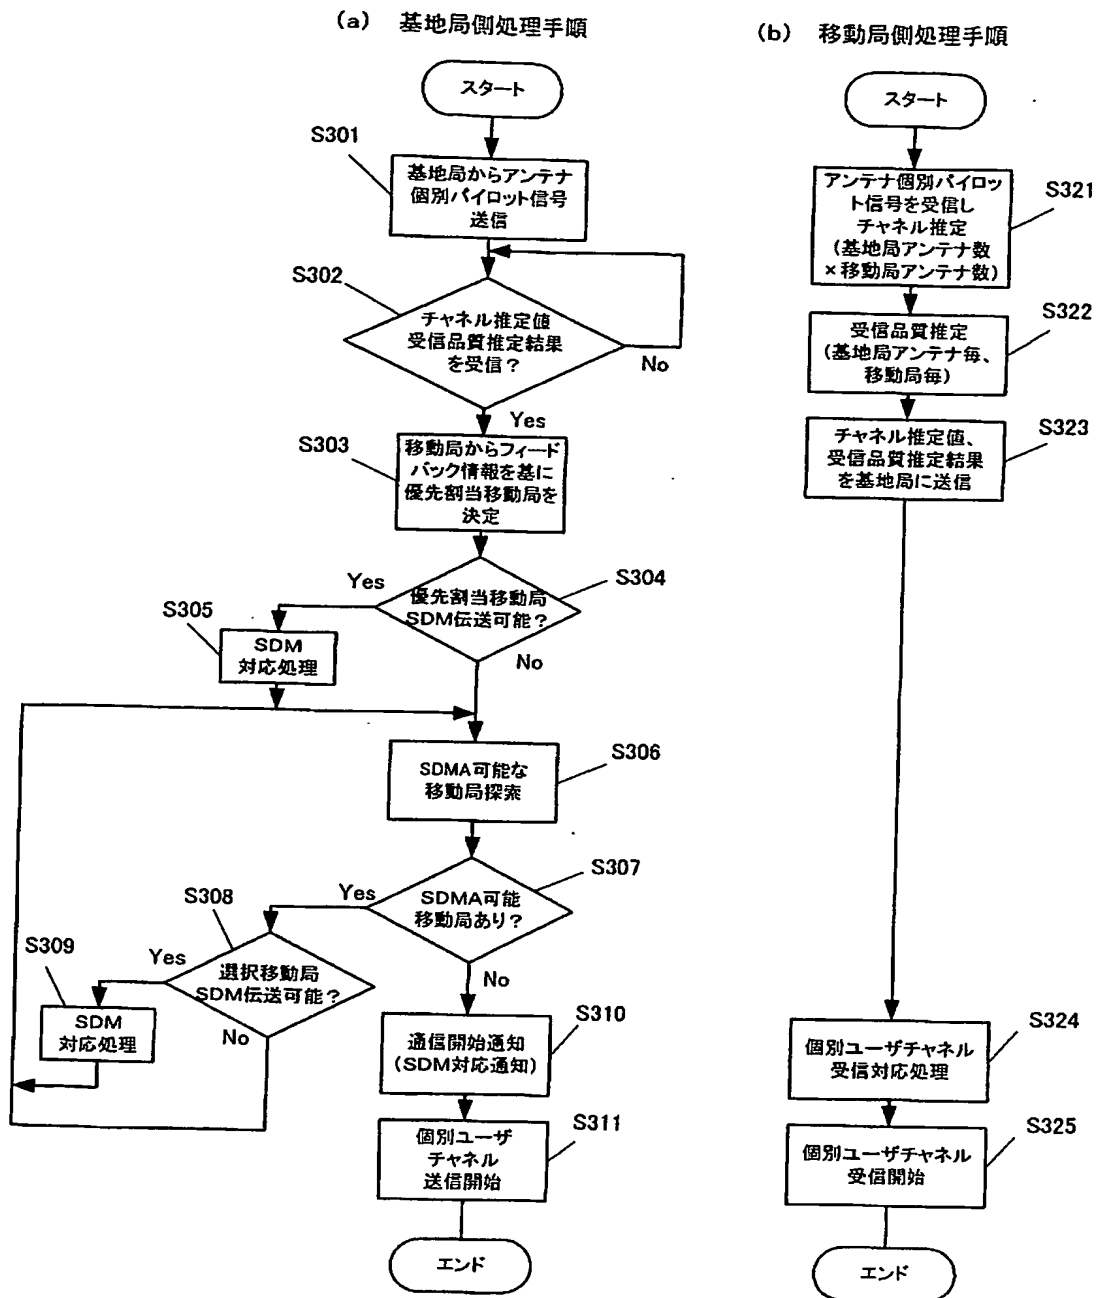 (a) 基地局側処理手順
スタート
S301
基地局からアンテナ
個別パイロット信号
送信
S302
チャネル推定値
受信品質推定結果
を受信？
No
Yes
S303
移動局からフィード
バック情報を基に
優先割当移動局を
決定
Yes
S304
優先割当移動局
SDM伝送可能？
S305
SDM
対応処理
No
S306
SDMA可能な
移動局探索
S307
Yes
SDMA可能
移動局あり？
S308
Yes
選択移動局
SDM伝送可能？
S309
SDM
対応処理
No
No
S310
通信開始通知
(SDM対応通知)
S311
個別ユーザ
チャネル
送信開始
エンド
(b) 移動局側処理手順
スタート
S321
アンテナ個別パイロッ
ト信号を受信し
チャネル推定
(基地局アンテナ数
×移動局アンテナ数)
S322
受信品質推定
(基地局アンテナ毎、
移動局毎)
S323
チャネル推定値、
受信品質推定結果
を基地局に送信
S324
個別ユーザチャネル
受信対応処理
S325
個別ユーザチャネル
受信開始
エンド